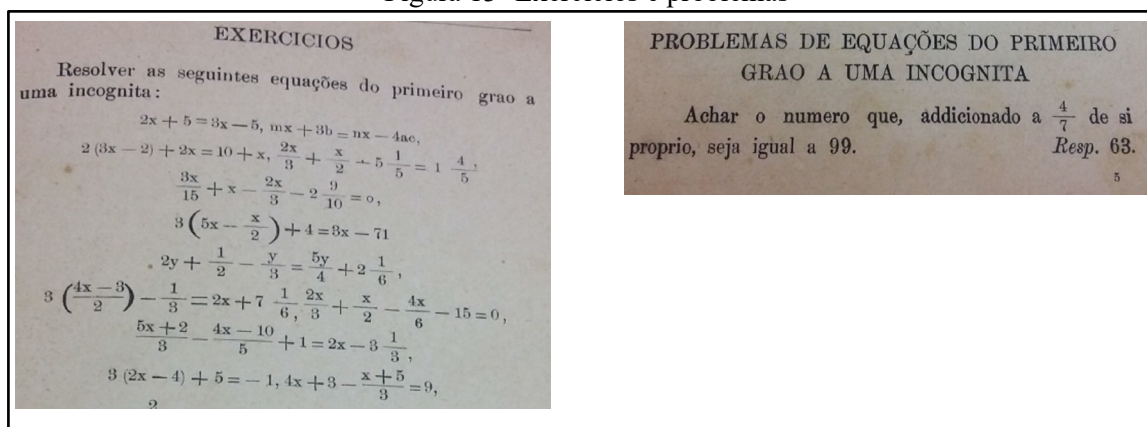 EXERCICIOS
Resolver as seguintes equações do primeiro grao a
uma incognita:
2x + 5 = 3x — 5, mx + 3b = nx — 4ac,
2 (3x — 2) + 2x = 10 + x, 2x/3 + x/2 — 5 1/5 = 1 4/5,
3x/15 + x — 2x/3 — 2 9/10 = o,
3 (5x — x/2) + 4 = 3x — 71
2y + 1/2 — y/3 = 5y/4 + 2 1/6,
3 (4x — 3/2) — 1/3 = 2x + 7 1/6, 2x/3 + x/2 — 4x/6 — 15 = 0,
5x + 2/3 — 4x — 10/5 + 1 = 2x — 3 1/3,
3 (2x — 4) + 5 = — 1, 4x + 3 — x + 5/3 = 9,
2
PROBLEMAS DE EQUAÇÕES DO PRIMEIRO
GRAO A UMA INCOGNITA
Achar o numero que, addicionado a 4/7 de si
proprio, seja igual a 99. Resp. 63.
5